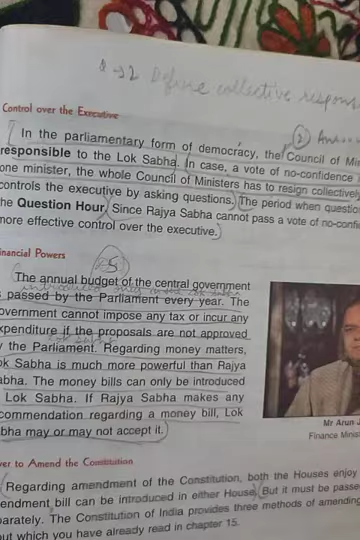 Q → 2 Define collective respons
Control over the Executive
② Ans
In the parliamentary form of democracy, the Council of Mi
responsible to the Lok Sabha. In case, a vote of no-confidence
one minister, the whole Council of Ministers has to resign collectively
controls the executive by asking questions. The period when questio
he Question Hour. Since Rajya Sabha cannot pass a vote of no-confi
more effective control over the executive.
inancial Powers
5
The annual budget of the central government
s passed by the Parliament every year. The
overnment cannot impose any tax or incur any
xpenditure if the proposals are not approved
y the Parliament. Regarding money matters,
ok Sabha is much more powerful than Rajya
abha. The money bills can only be introduced
Lok Sabha. If Rajya Sabha makes any
commendation regarding a money bill, Lok
bha may or may not accept it.
Mr Arun J
Finance Minis
wer to Amend the Constitution
Regarding amendment of the Constitution, both the Houses enjoy
endment bill can be introduced in either House. But it must be passe
parately. The Constitution of India provides three methods of amending
out which you have already read in chapter 15.